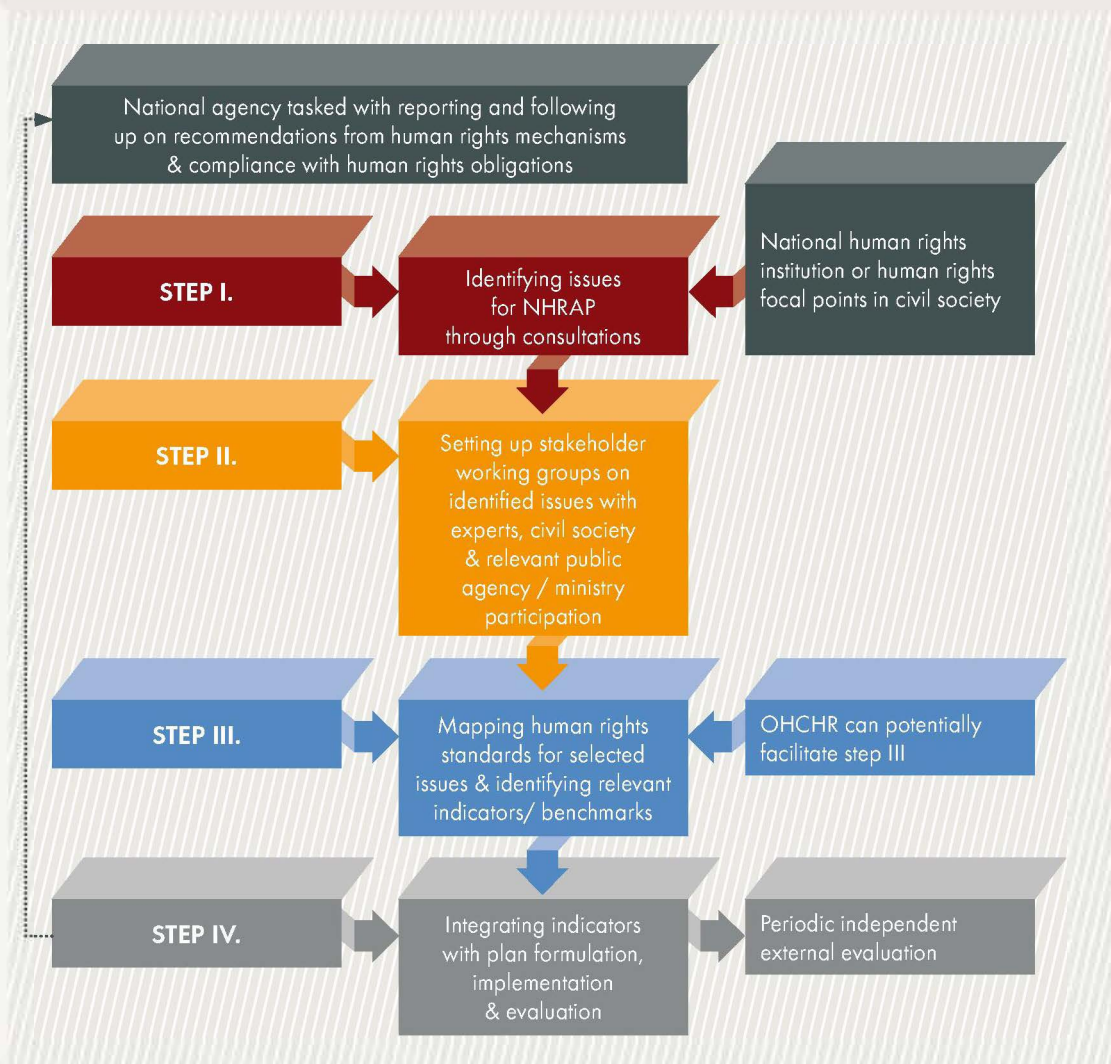 National agency tasked with reporting and following
up on recommendations from human rights mechanisms
& compliance with human rights obligations
STEP I.
Identifying issues
for NHRAP
through consultations
National human rights
institution or human rights
focal points in civil society
STEP II.
Setting up stakeholder
working groups on
identified issues with
experts, civil society
& relevant public
agency / ministry
participation
STEP III.
Mapping human rights
standards for selected
issues & identifying relevant
indicators/ benchmarks
OHCHR can potentially
facilitate step III
STEP IV.
Integrating indicators
with plan formulation,
implementation
& evaluation
Periodic independent
external evaluation